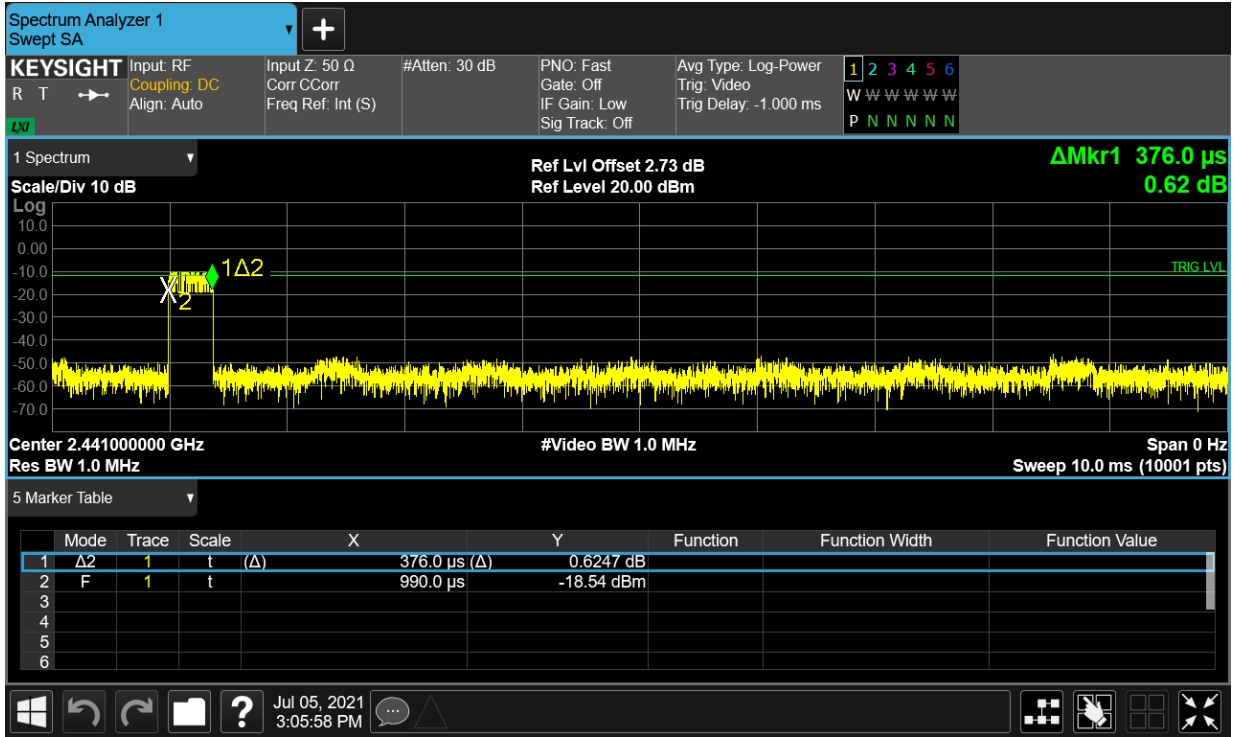 Spectrum Analyzer 1
Swept SA
+
KEYSIGHT Input: RF Input Z: 50 Ω #Atten: 30 dB PNO: Fast Avg Type: Log-Power 1 2 3 4 5 6
R T Coupling: DC Corr CCorr Gate: Off Trig: Video W W W W W W
Align: Auto Freq Ref: Int (S) IF Gain: Low Trig Delay: -1.000 ms
LXI Sig Track: Off P N N N N N
1 Spectrum
Ref Lvl Offset 2.73 dB ΔMkr1 376.0 µs
Scale/Div 10 dB Ref Level 20.00 dBm 0.62 dB
Log
10.0
0.00
1Δ2
-10.0 TRIG LVL
-20.0 2
-30.0
-40.0
-50.0
-60.0
-70.0
Center 2.441000000 GHz #Video BW 1.0 MHz Span 0 Hz
Res BW 1.0 MHz Sweep 10.0 ms (10001 pts)
5 Marker Table
Mode Trace Scale X Y Function Function Width Function Value
1 Δ2 1 t (Δ) 376.0 µs (Δ) 0.6247 dB
2 F 1 t 990.0 µs -18.54 dBm
3
4
5
6
? Jul 05, 2021
3:05:58 PM